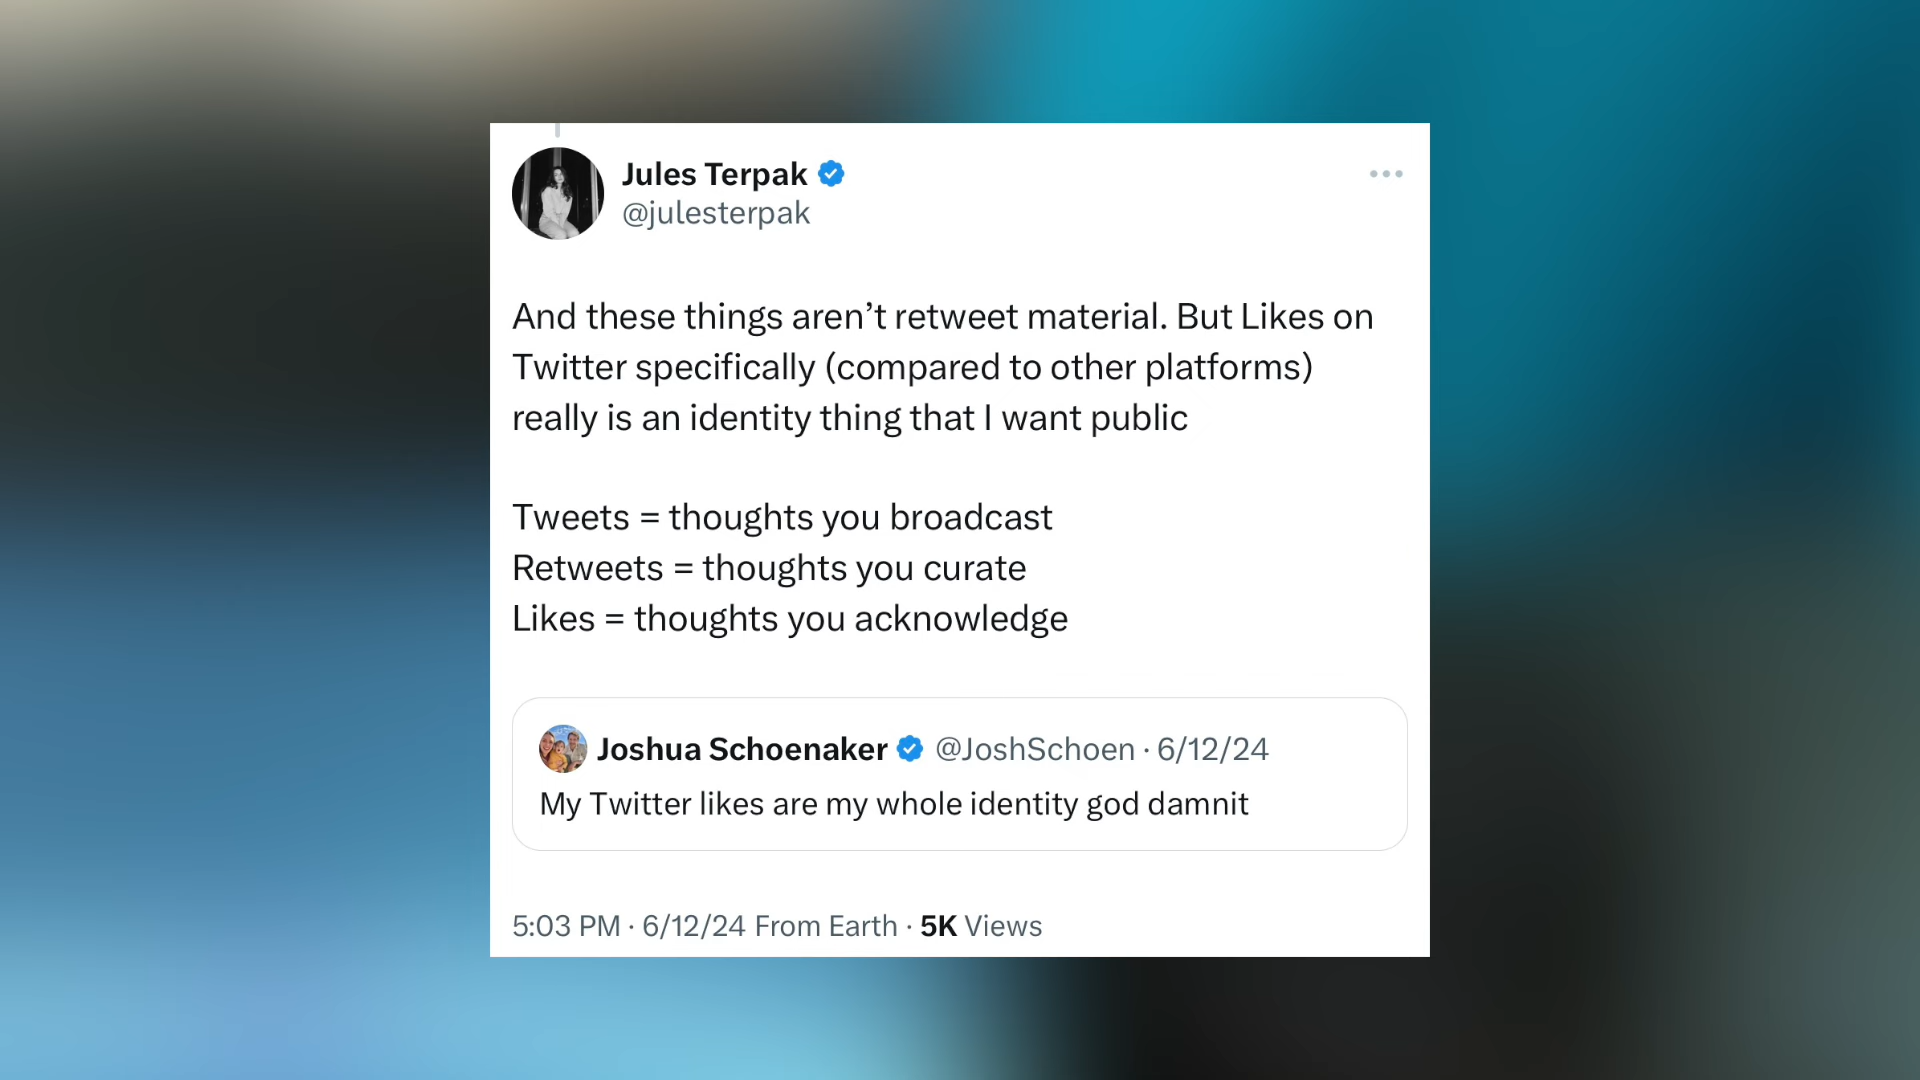 Jules Terpak
@julesterpak
And these things aren’t retweet material. But Likes on
Twitter specifically (compared to other platforms)
really is an identity thing that I want public
Tweets = thoughts you broadcast
Retweets = thoughts you curate
Likes = thoughts you acknowledge
Joshua Schoenaker @JoshSchoen · 6/12/24
My Twitter likes are my whole identity god damnit
5:03 PM · 6/12/24 From Earth · 5K Views